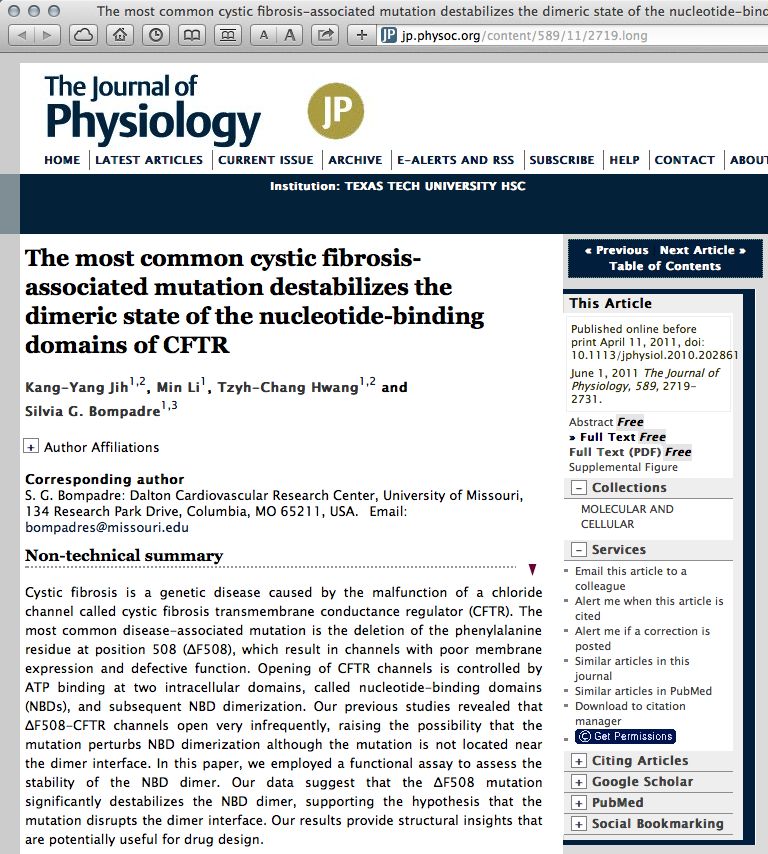 The most common cystic fibrosis-associated mutation destabilizes the dimeric state of the nucleotide-bind
A A + JP jp.physoc.org/content/589/11/2719.long
The Journal of
Physiology
JP
HOME LATEST ARTICLES CURRENT ISSUE ARCHIVE E-ALERTS AND RSS SUBSCRIBE HELP CONTACT ABOU
Institution: TEXAS TECH UNIVERSITY HSC
The most common cystic fibrosis-
associated mutation destabilizes the
dimeric state of the nucleotide-binding
domains of CFTR
Kang-Yang Jih1,2, Min Li1, Tzyh-Chang Hwang1,2 and
Silvia G. Bompadre1,3
+ Author Affiliations
Corresponding author
S. G. Bompadre: Dalton Cardiovascular Research Center, University of Missouri,
134 Research Park Drive, Columbia, MO 65211, USA. Email:
bompadres@missouri.edu
Non-technical summary
Cystic fibrosis is a genetic disease caused by the malfunction of a chloride
channel called cystic fibrosis transmembrane conductance regulator (CFTR). The
most common disease-associated mutation is the deletion of the phenylalanine
residue at position 508 (ΔF508), which result in channels with poor membrane
expression and defective function. Opening of CFTR channels is controlled by
ATP binding at two intracellular domains, called nucleotide-binding domains
(NBDs), and subsequent NBD dimerization. Our previous studies revealed that
ΔF508-CFTR channels open very infrequently, raising the possibility that the
mutation perturbs NBD dimerization although the mutation is not located near
the dimer interface. In this paper, we employed a functional assay to assess the
stability of the NBD dimer. Our data suggest that the ΔF508 mutation
significantly destabilizes the NBD dimer, supporting the hypothesis that the
mutation disrupts the dimer interface. Our results provide structural insights that
are potentially useful for drug design.
« Previous Next Article »
Table of Contents
This Article
Published online before
print April 11, 2011, doi:
10.1113/jphysiol.2010.202861
June 1, 2011 The Journal of
Physiology, 589, 2719-
2731.
Abstract Free
» Full Text Free
Full Text (PDF) Free
Supplemental Figure
− Collections
MOLECULAR AND
CELLULAR
− Services
Email this article to a
colleague
Alert me when this article is
cited
Alert me if a correction is
posted
Similar articles in this
journal
Similar articles in PubMed
Download to citation
manager
© Get Permissions
+ Citing Articles
+ Google Scholar
+ PubMed
+ Social Bookmarking